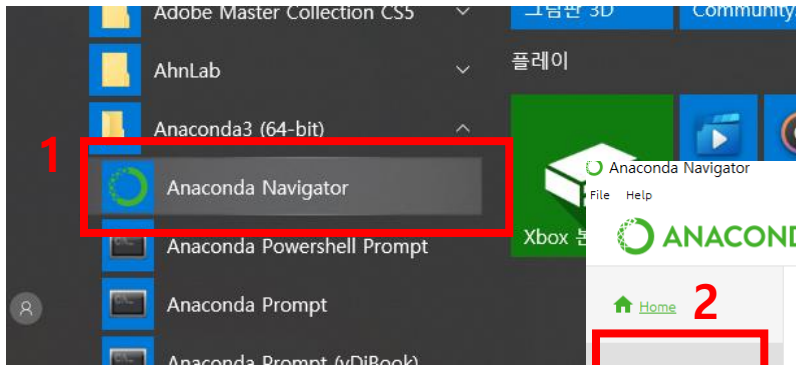 Adobe Master Collection CS5
그림판 3D
Community
플레이
AhnLab
Anaconda3 (64-bit)
1
Anaconda Navigator
Anaconda Powershell Prompt
Anaconda Prompt
Anaconda Prompt (yDiBook)
Xbox
Anaconda Navigator
File Help
ANACOND
Home
2